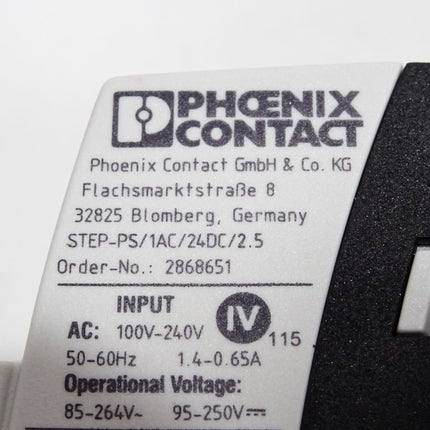 PHOENIX
CONTACT
Phoenix Contact GmbH & Co. KG
Flachsmarktstraße 8
32825 Blomberg, Germany
STEP-PS/1AC/24DC/2.5
Order-No.: 2868651
INPUT
IV
AC: 100V-240V
115
50-60Hz 1.4-0.65A
Operational Voltage:
85-264V~ 95-250V⎓